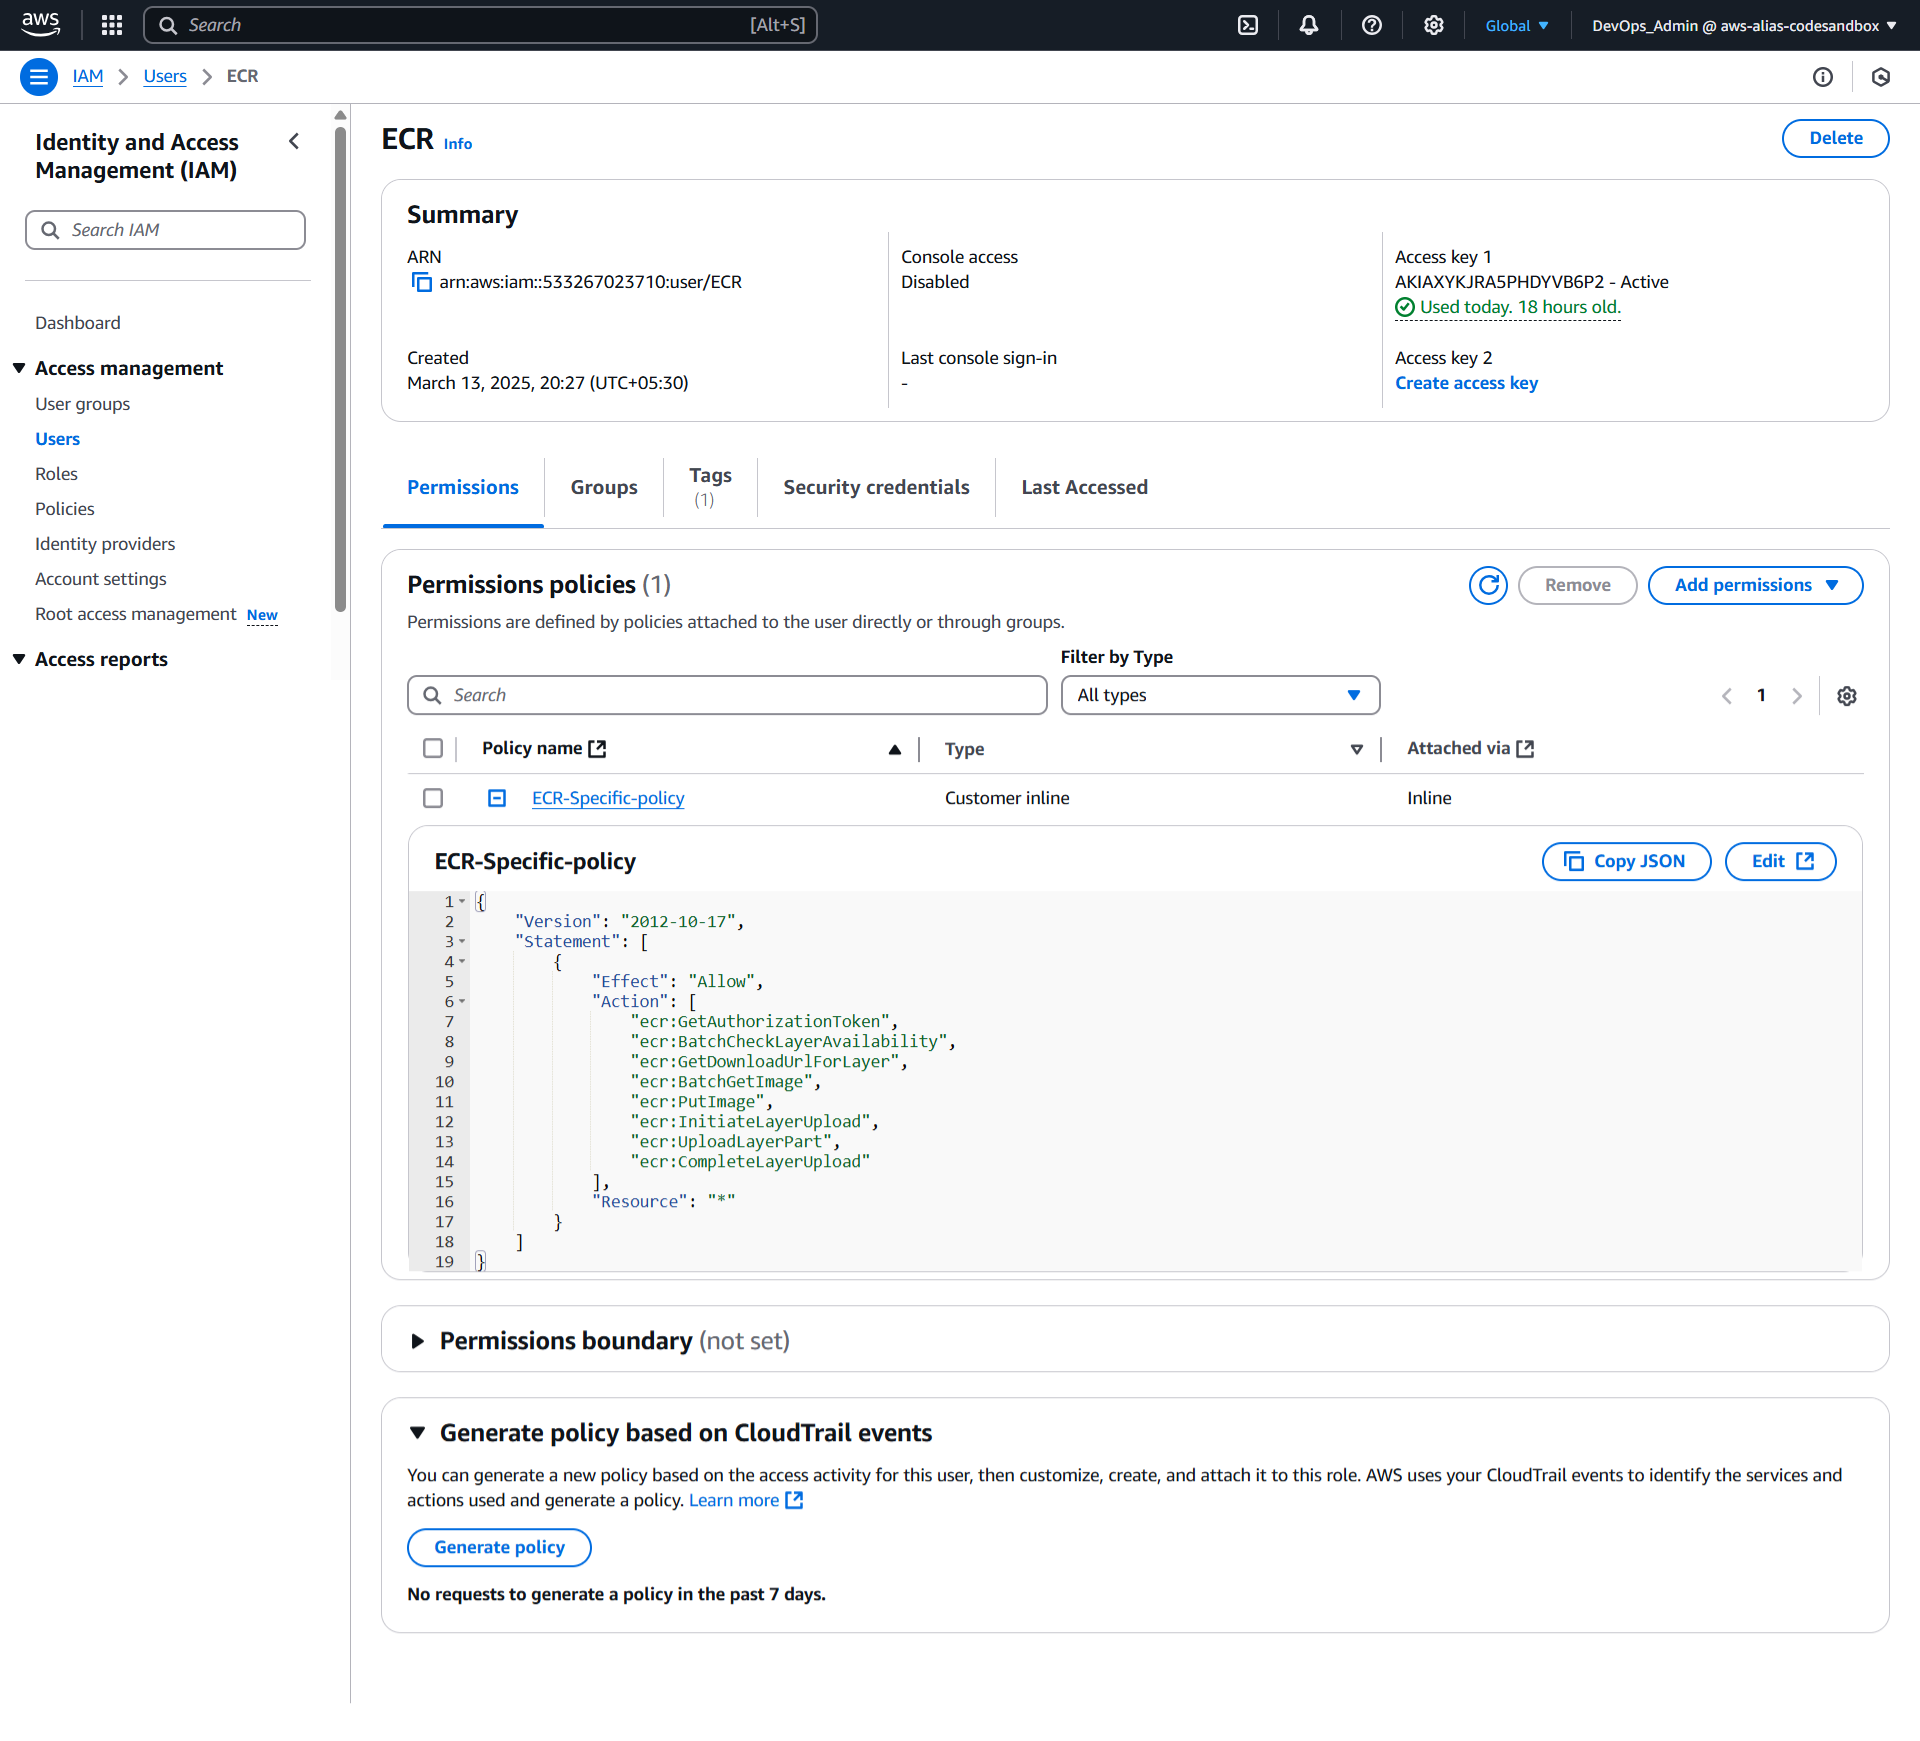 aws
Search
[Alt+S]
Global
DevOps_Admin @ aws-alias-codesandbox
IAM
Users
ECR
Identity and Access
Management (IAM)
Search IAM
Dashboard
Access management
User groups
Users
Roles
Policies
Identity providers
Account settings
Root access management New
Access reports
ECR Info
Delete
Summary
ARN
arn:aws:iam::533267023710:user/ECR
Created
March 13, 2025, 20:27 (UTC+05:30)
Console access
Disabled
Last console sign-in
-
Access key 1
AKIAXYKJRA5PHDYVB6P2 - Active
Used today. 18 hours old.
Access key 2
Create access key
Permissions
Groups
Tags
(1)
Security credentials
Last Accessed
Permissions policies (1)
Remove
Add permissions
Permissions are defined by policies attached to the user directly or through groups.
Filter by Type
Search
All types
1
Policy name
Type
Attached via
ECR-Specific-policy
Customer inline
Inline
ECR-Specific-policy
Copy JSON
Edit
1 {
2 "Version": "2012-10-17",
3 "Statement": [
4 {
5 "Effect": "Allow",
6 "Action": [
7 "ecr:GetAuthorizationToken",
8 "ecr:BatchCheckLayerAvailability",
9 "ecr:GetDownloadUrlForLayer",
10 "ecr:BatchGetImage",
11 "ecr:PutImage",
12 "ecr:InitiateLayerUpload",
13 "ecr:UploadLayerPart",
14 "ecr:CompleteLayerUpload"
15 ],
16 "Resource": "*"
17 }
18 ]
19 }
Permissions boundary (not set)
Generate policy based on CloudTrail events
You can generate a new policy based on the access activity for this user, then customize, create, and attach it to this role. AWS uses your CloudTrail events to identify the services and
actions used and generate a policy. Learn more
Generate policy
No requests to generate a policy in the past 7 days.